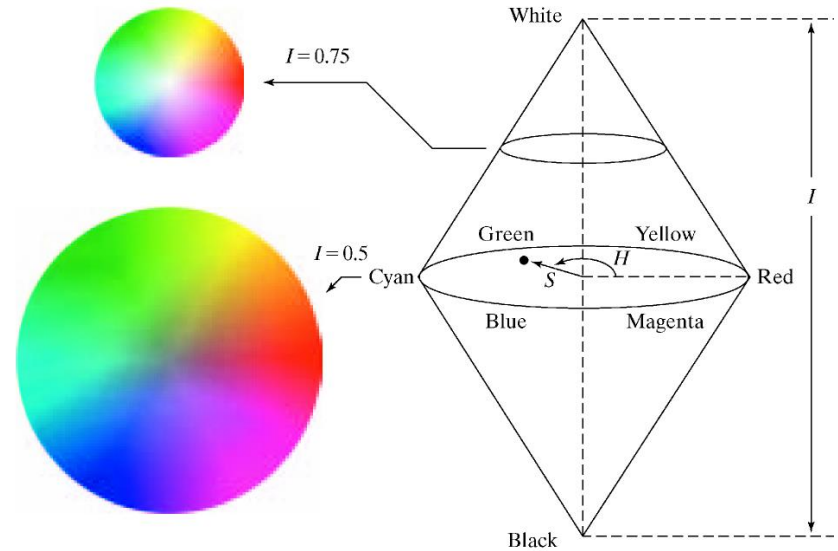 White
I = 0.75
I
Green Yellow
I = 0.5
H
Cyan S Red
Blue Magenta
Black